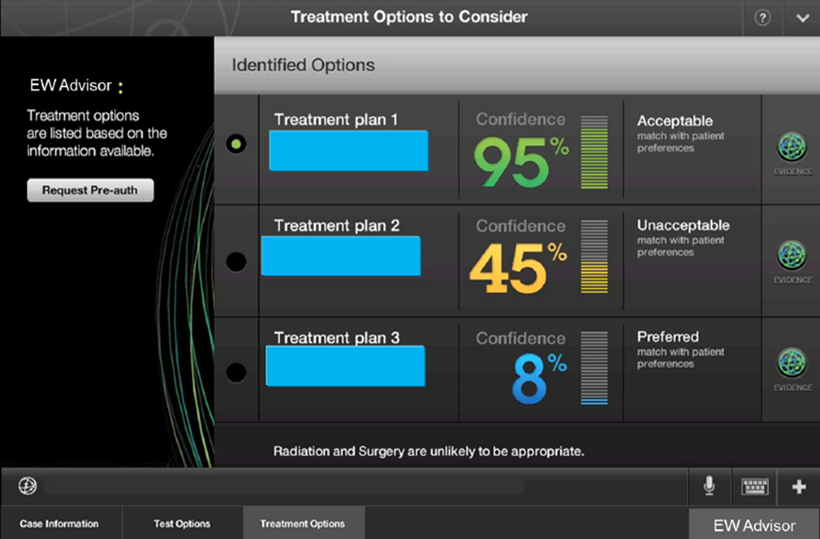 Treatment Options to Consider
?
EW Advisor :
Treatment options
are listed based on the
information available.
Request Pre-auth
Identified Options
Treatment plan 1
Confidence
95%
Acceptable
match with patient
preferences
EVIDENCE
Treatment plan 2
Confidence
45%
Unacceptable
match with patient
preferences
EVIDENCE
Treatment plan 3
Confidence
8%
Preferred
match with patient
preferences
EVIDENCE
Radiation and Surgery are unlikely to be appropriate.
Case Information
Test Options
Treatment Options
EW Advisor